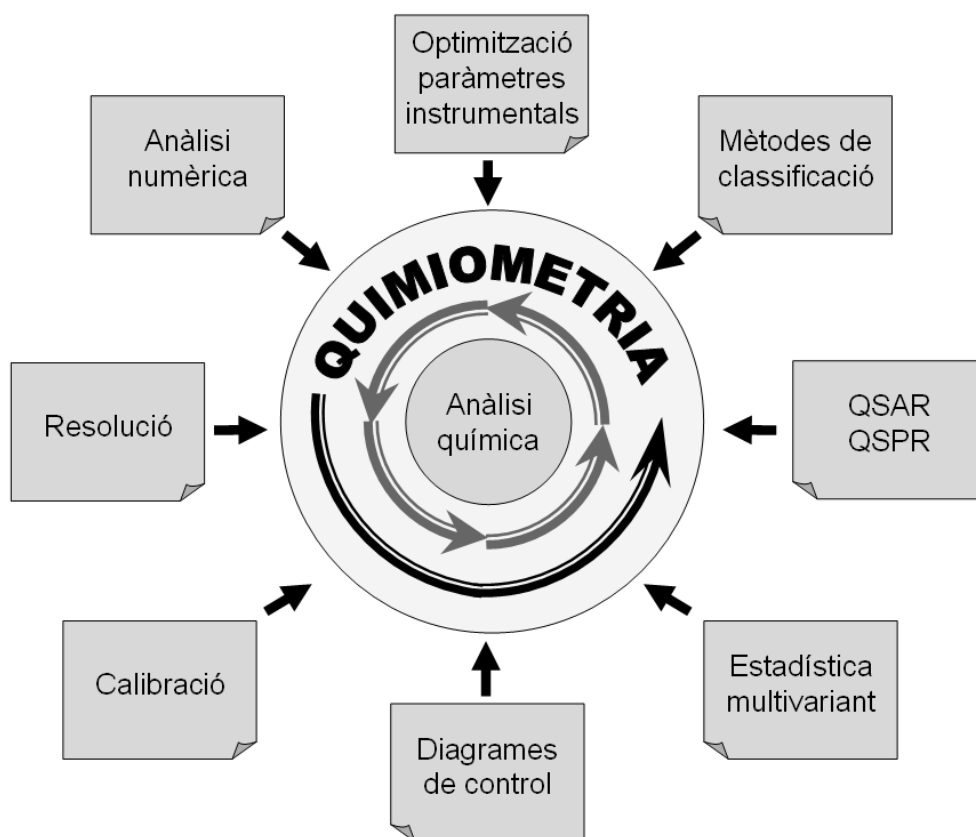 Optimització
paràmetres
instrumentals
Anàlisi
numèrica
Mètodes de
classificació
QUIMIOMETRIA
Resolució
Anàlisi
química
QSAR
QSPR
Calibració
Estadística
multivariant
Diagrames
de control